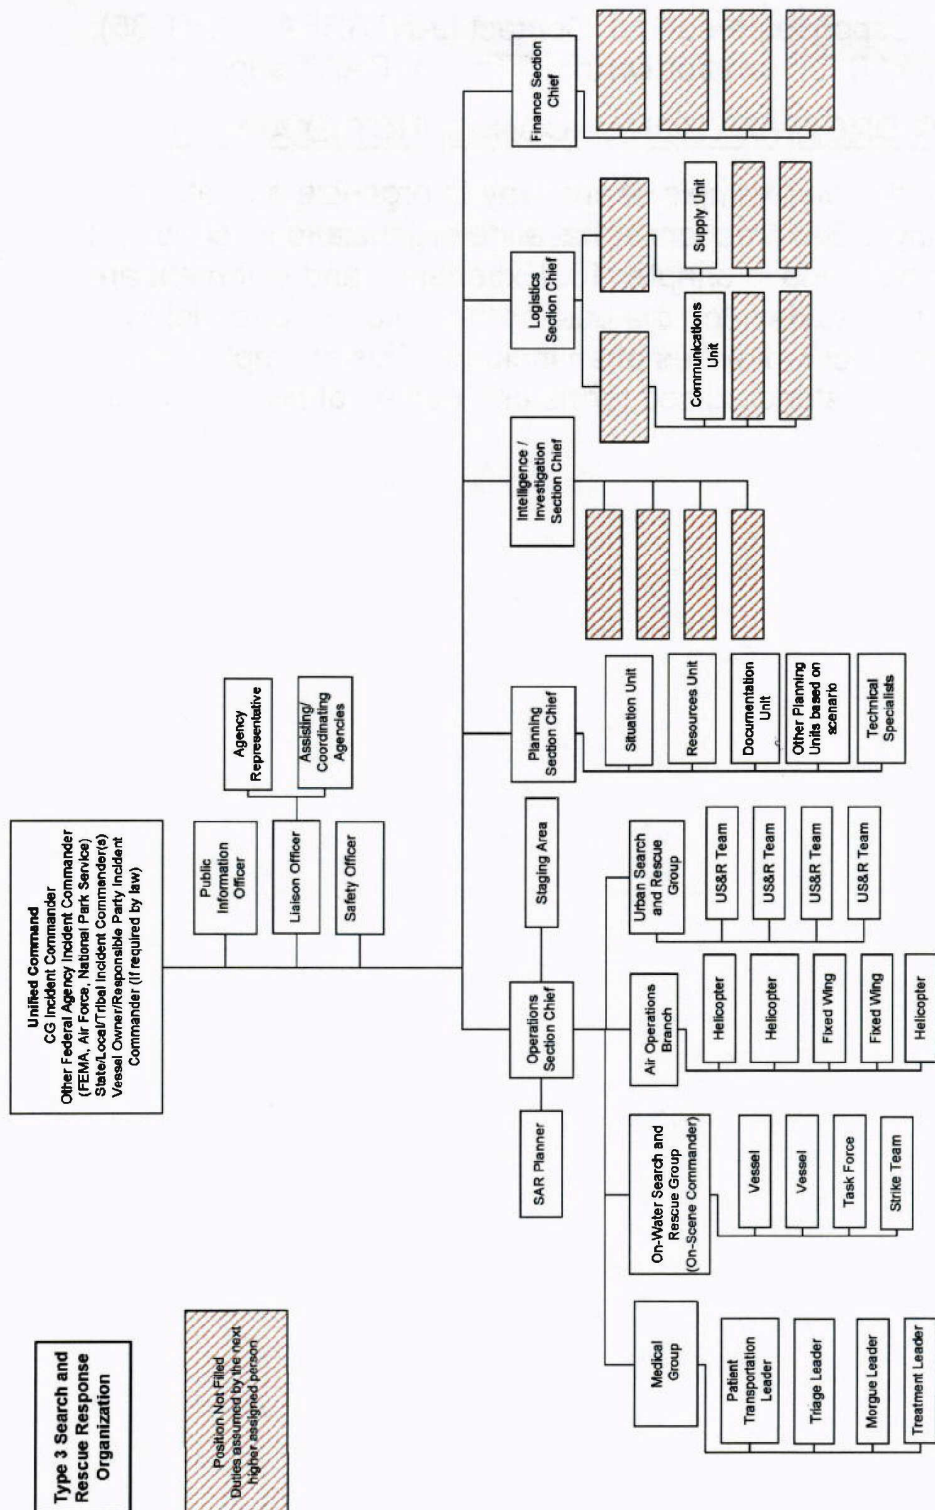 Type 3 Search and
Rescue Response
Organization
Position Not Filled
Duties assumed by the next
higher assigned person
Unified Command
CG Incident Commander
Other Federal Agency Incident Commander
(FEMA, Air Force, National Park Service)
State/Local/Tribal Incident Commander(s)
Vessel Owner/Responsible Party Incident
Commander (If required by law)
Public
Information
Officer
Liaison Officer
Safety Officer
Agency
Representative
Assisting/
Coordinating
Agencies
SAR Planner
Operations
Section Chief
Staging Area
Planning
Section Chief
Intelligence /
Investigation
Section Chief
Logistics
Section Chief
Finance Section
Chief
Medical
Group
Patient
Transportation
Leader
Triage Leader
Morgue Leader
Treatment Leader
On-Water Search and
Rescue Group
(On-Scene Commander)
Vessel
Vessel
Task Force
Strike Team
Air Operations
Branch
Helicopter
Helicopter
Fixed Wing
Fixed Wing
Helicopter
Urban Search
and Rescue
Group
US&R Team
US&R Team
US&R Team
US&R Team
Situation Unit
Resources Unit
Documentation
Unit
Other Planning
Units based on
scenario
Technical
Specialists
Communications
Unit
Supply Unit